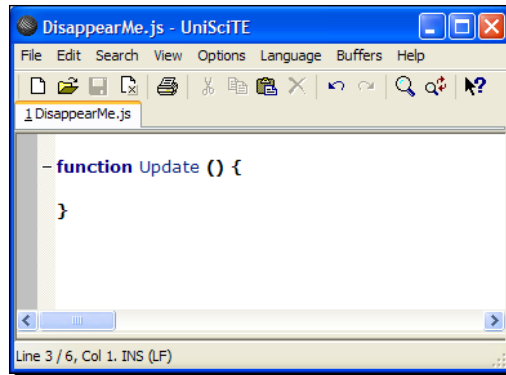 DisappearMe.js - UniSciTE
File Edit Search View Options Language Buffers Help
1 DisappearMe.js
function Update () {
}
Line 3 / 6, Col 1. INS (LF)